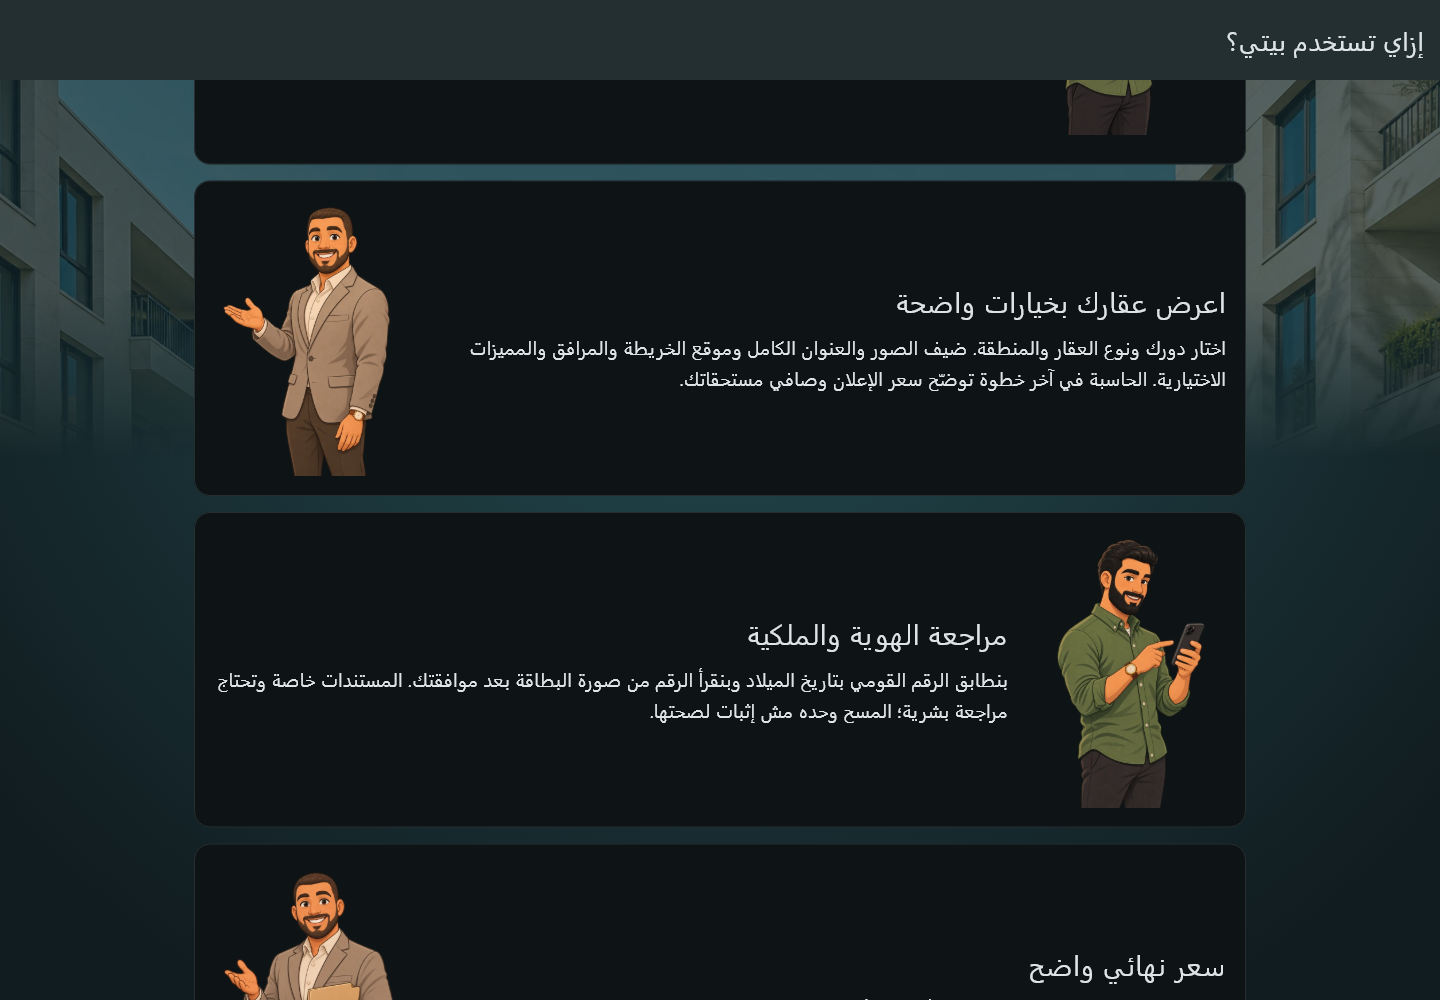 إزاي تستخدم بيتي؟
اعرض عقارك بخيارات واضحة
اختار دورك ونوع العقار والمنطقة. ضيف الصور والعنوان الكامل وموقع الخريطة والمرافق والمميزات
الاختيارية. الحاسبة في آخر خطوة توضّح سعر الإعلان وصافي مستحقاتك.
مراجعة الهوية والملكية
بنطابق الرقم القومي بتاريخ الميلاد وبنقرأ الرقم من صورة البطاقة بعد موافقتك. المستندات خاصة وتحتاج
مراجعة بشرية؛ المسح وحده مش إثبات لصحتها.
سعر نهائي واضح